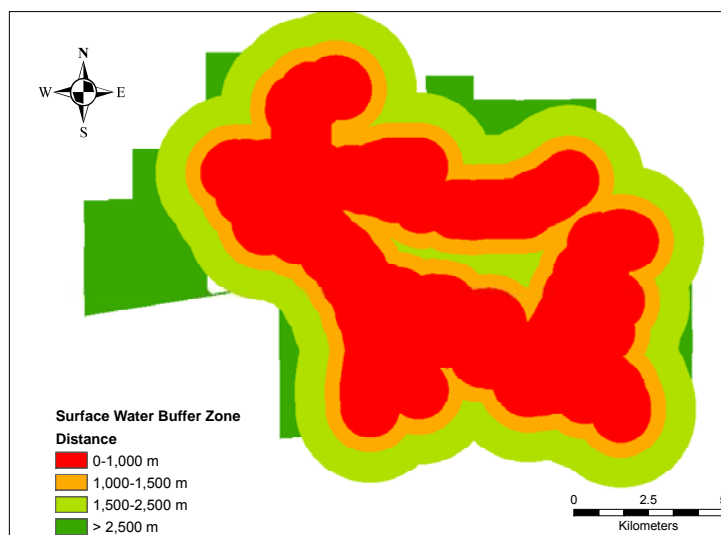 N
W E
S
Surface Water Buffer Zone
Distance
0-1,000 m
1,000-1,500 m
1,500-2,500 m
> 2,500 m
0 2.5 5
Kilometers